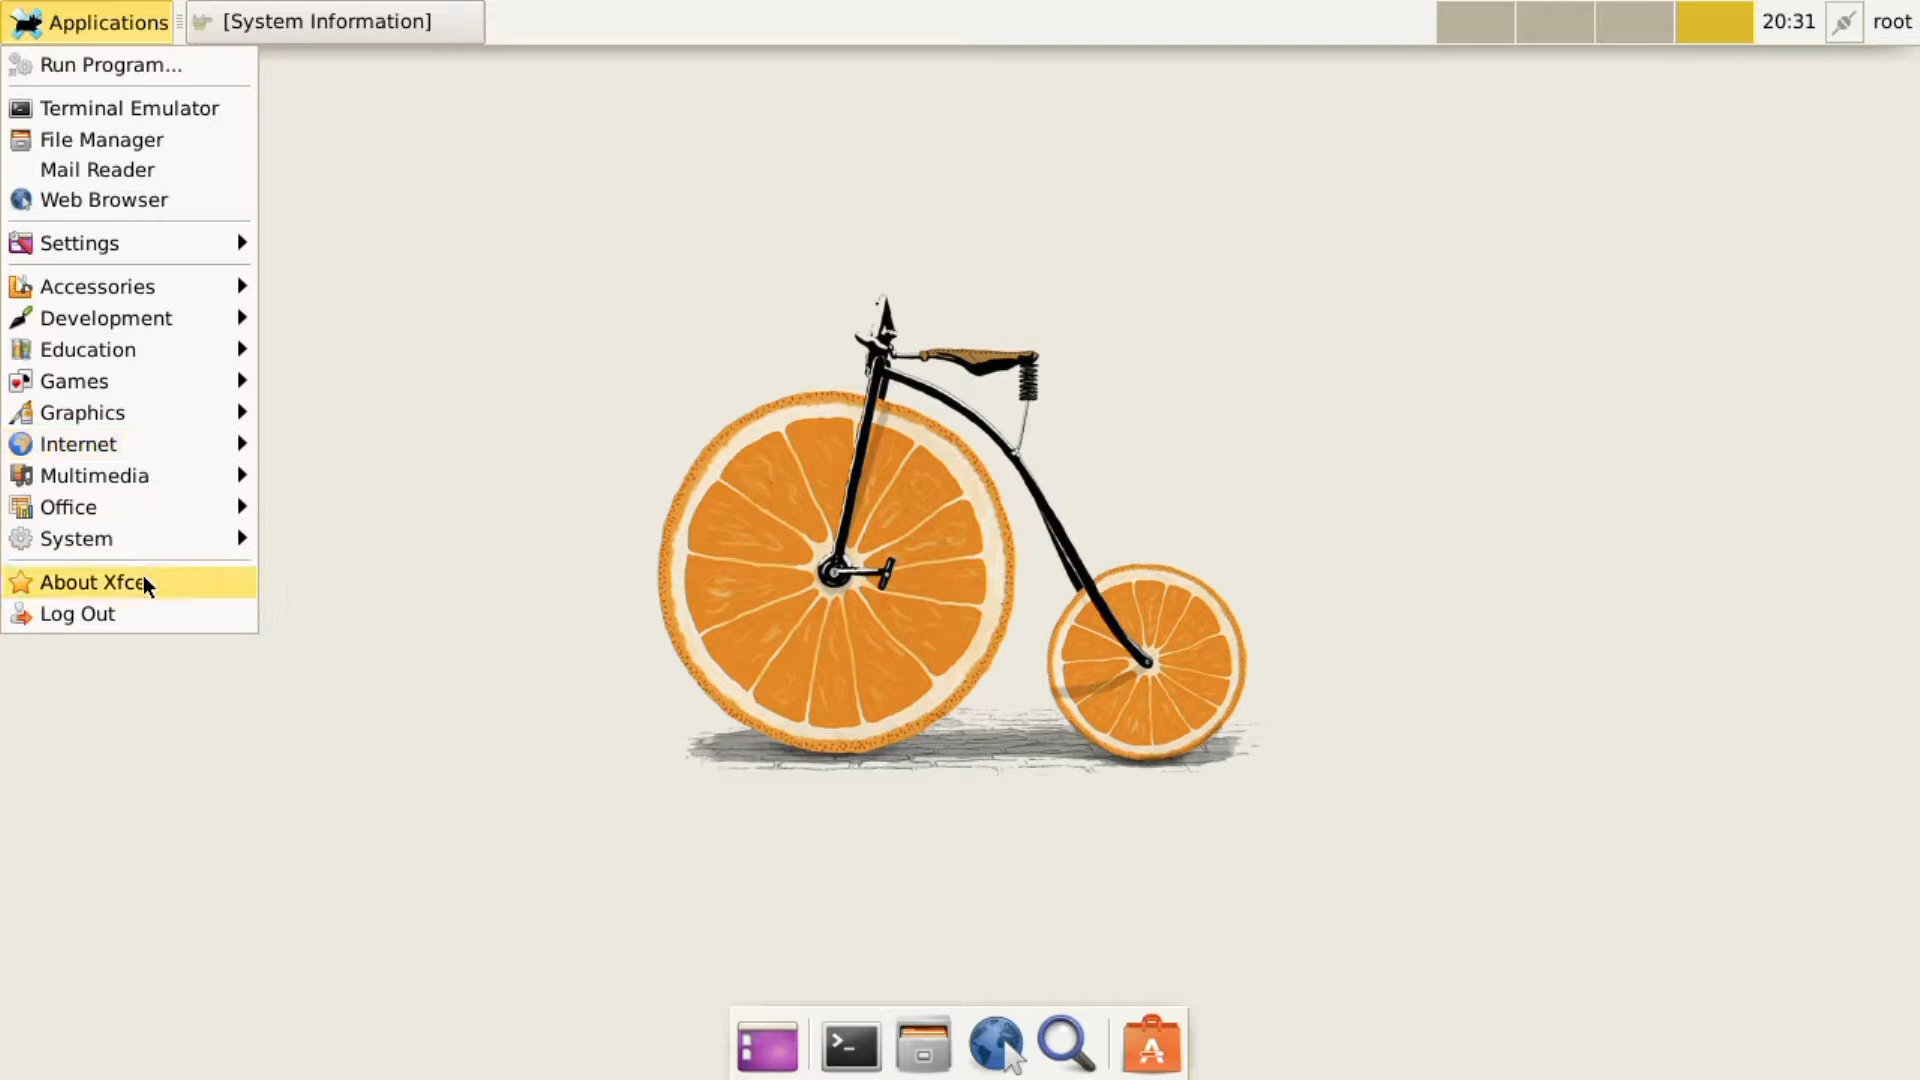 Applications
[System Information]
20:31
root
Run Program...
Terminal Emulator
File Manager
Mail Reader
Web Browser
Settings
Accessories
Development
Education
Games
Graphics
Internet
Multimedia
Office
System
About Xfce
Log Out